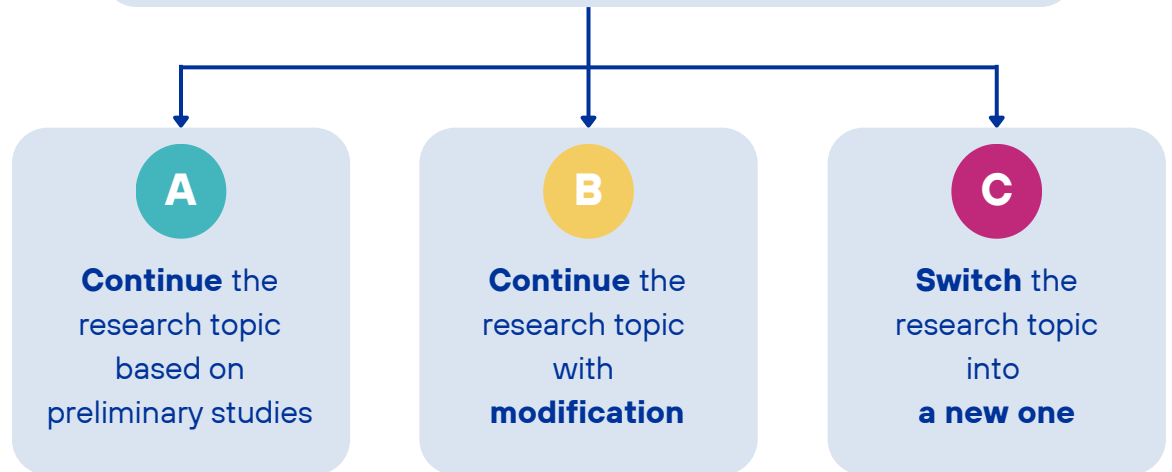 A
Continue the
research topic
based on
preliminary studies
B
Continue the
research topic
with
modification
C
Switch the
research topic
into
a new one